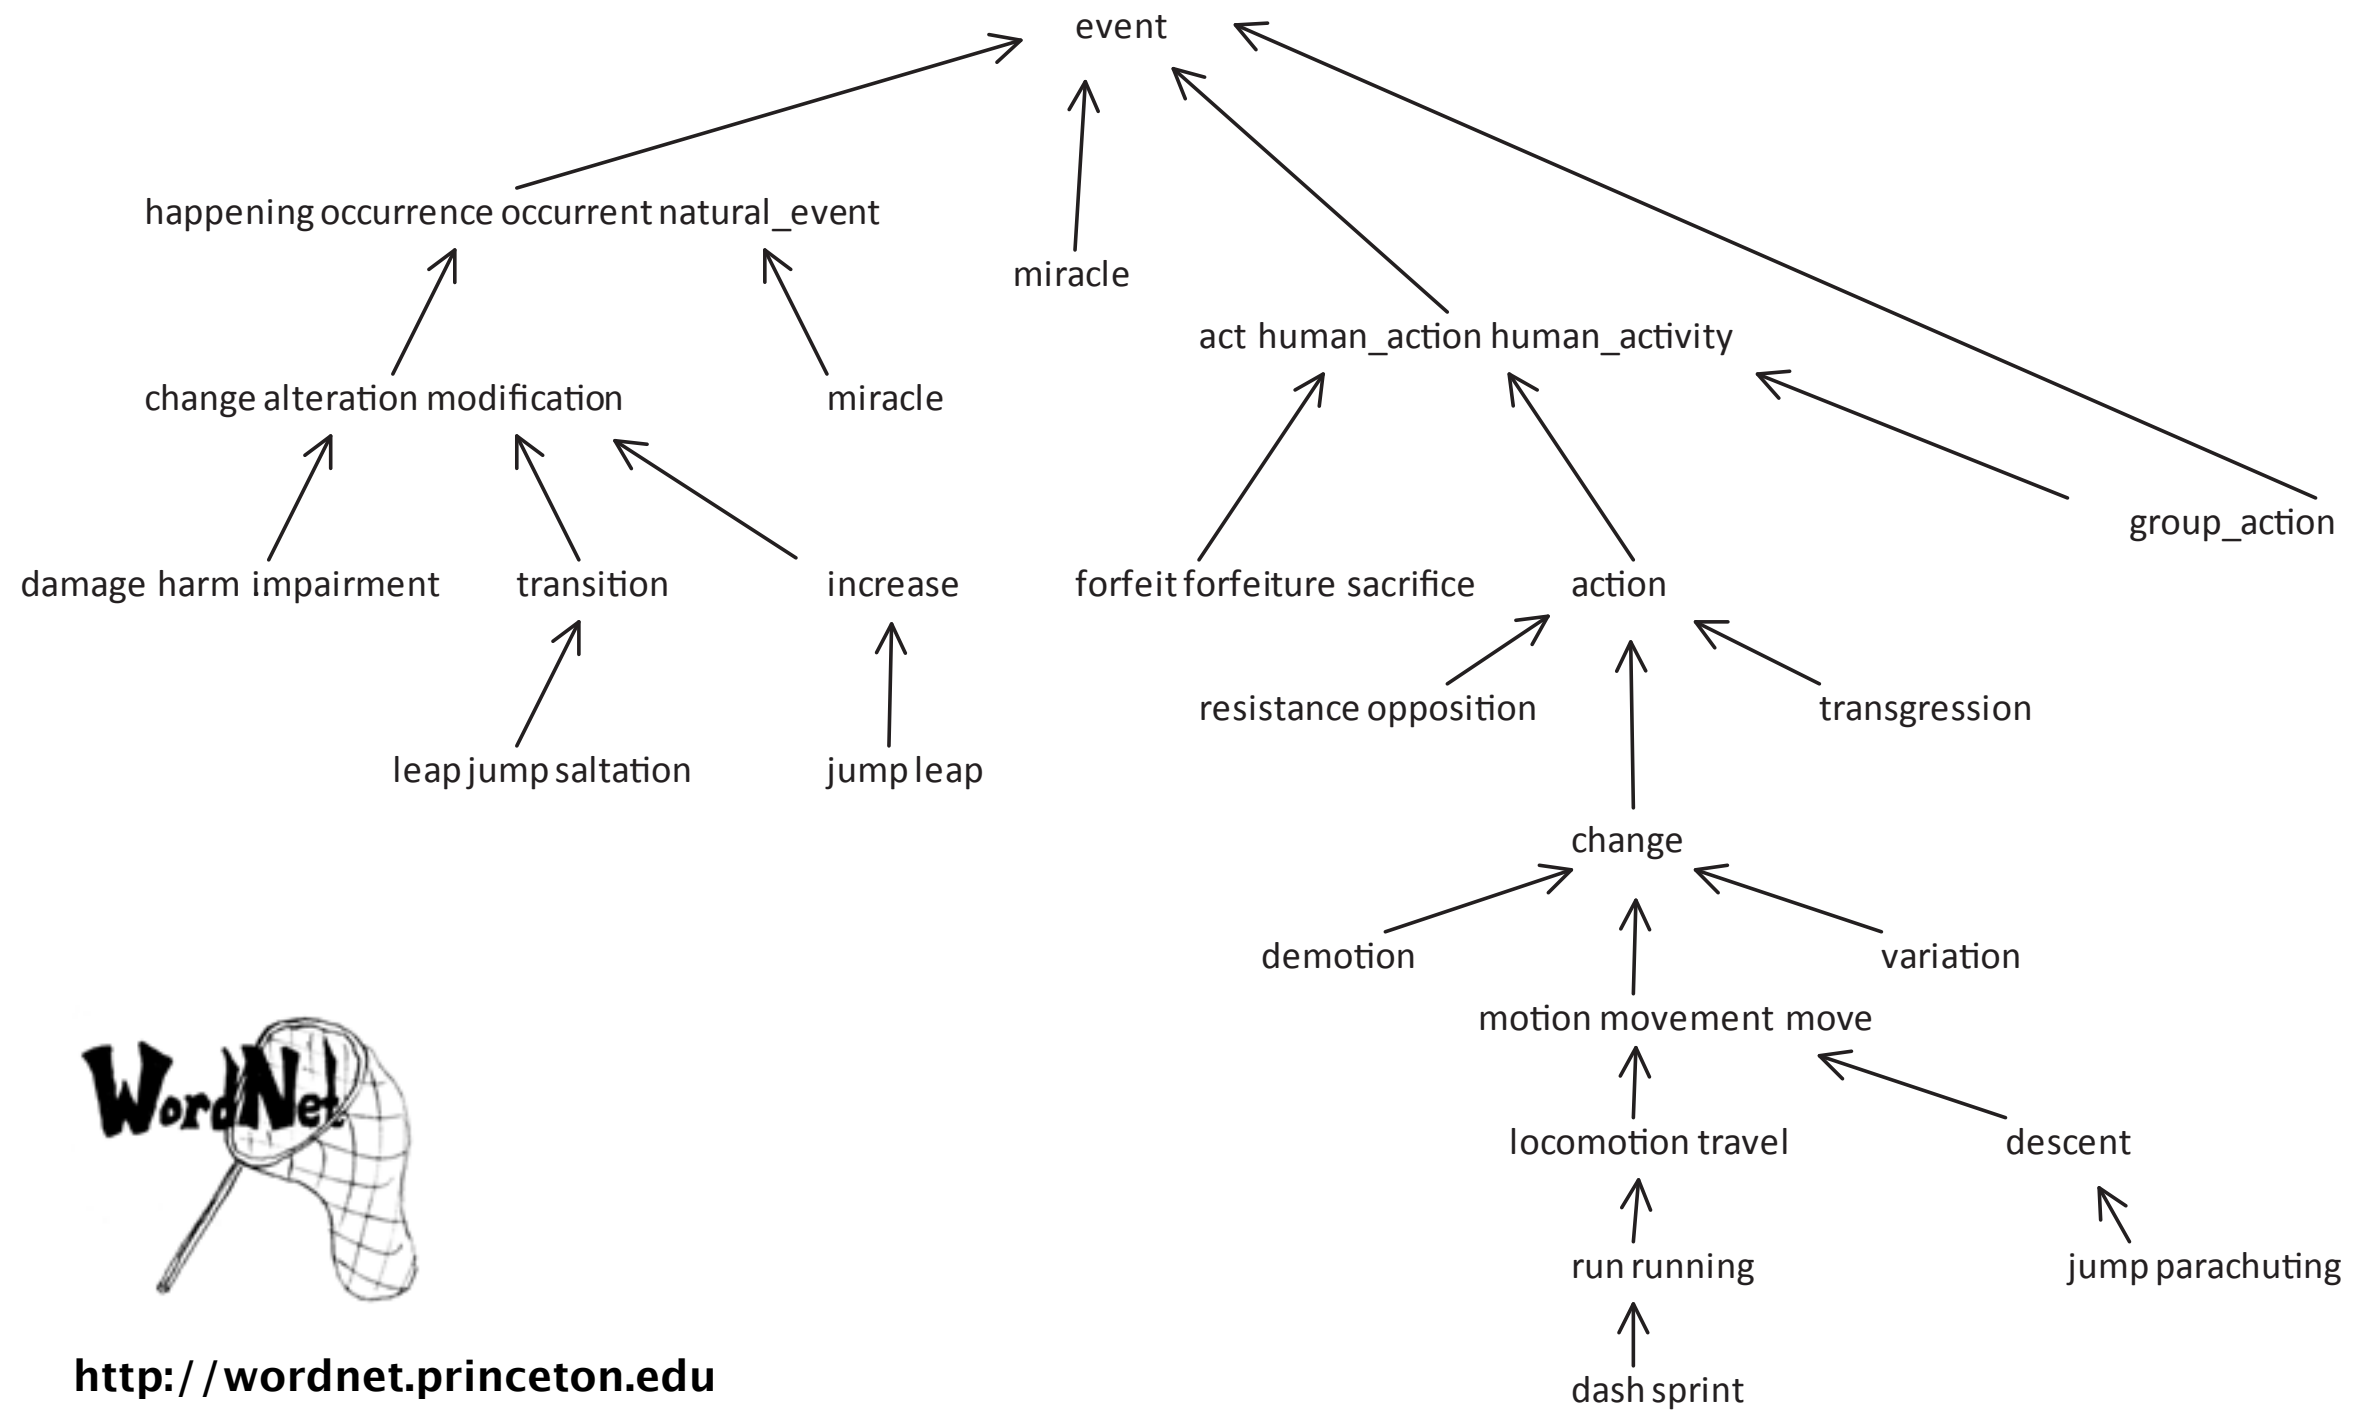 event
happening occurrence occurrent natural_event
miracle
act human_action human_activity
change alteration modification
miracle
group_action
damage harm impairment
transition
increase
forfeit forfeiture sacrifice
action
resistance opposition
transgression
leap jump saltation
jump leap
change
demotion
variation
motion movement move
WordNet
locomotion travel
descent
run running
jump parachuting
http://wordnet.princeton.edu
dash sprint